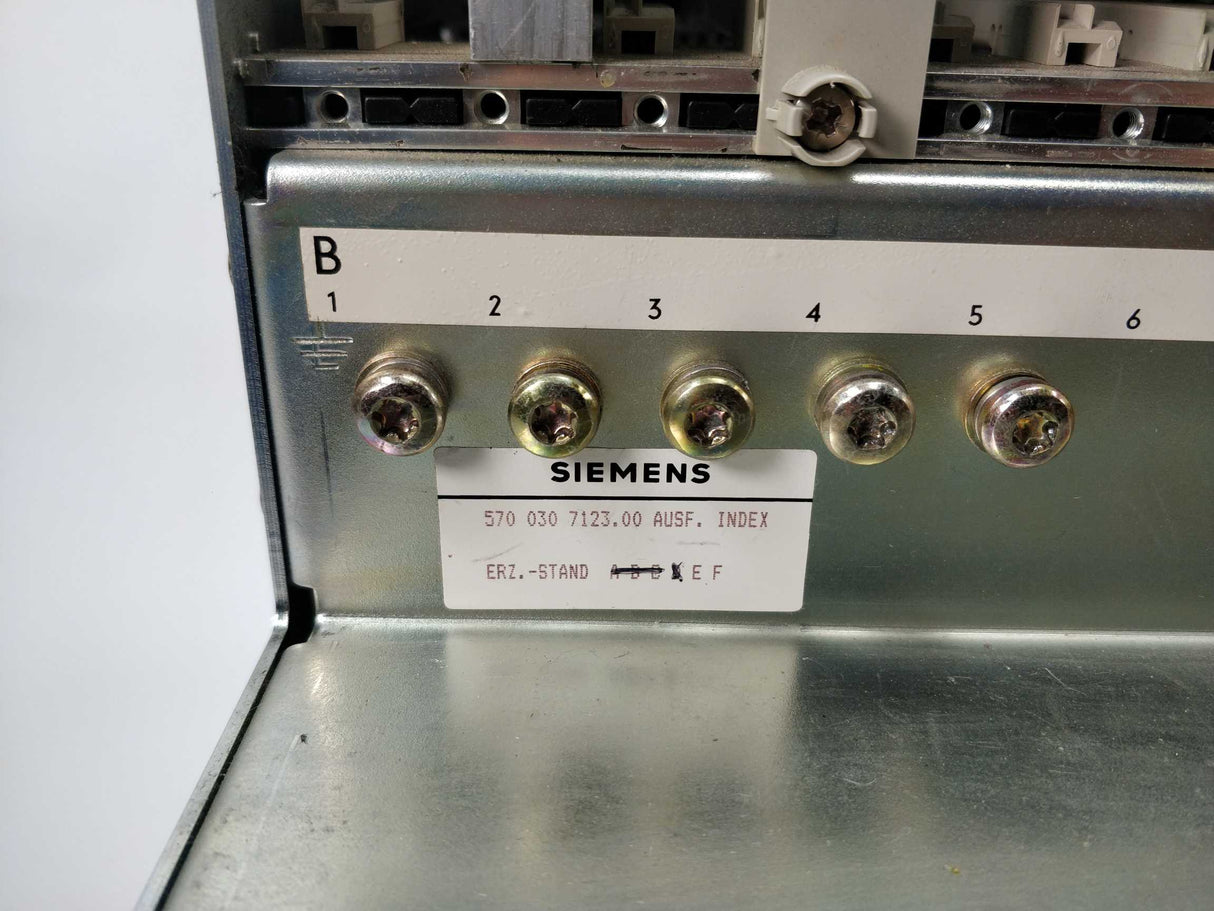 B
1 2 3 4 5 6
SIEMENS
570 030 7123.00 AUSF. INDEX
ERZ.-STAND A B C E F